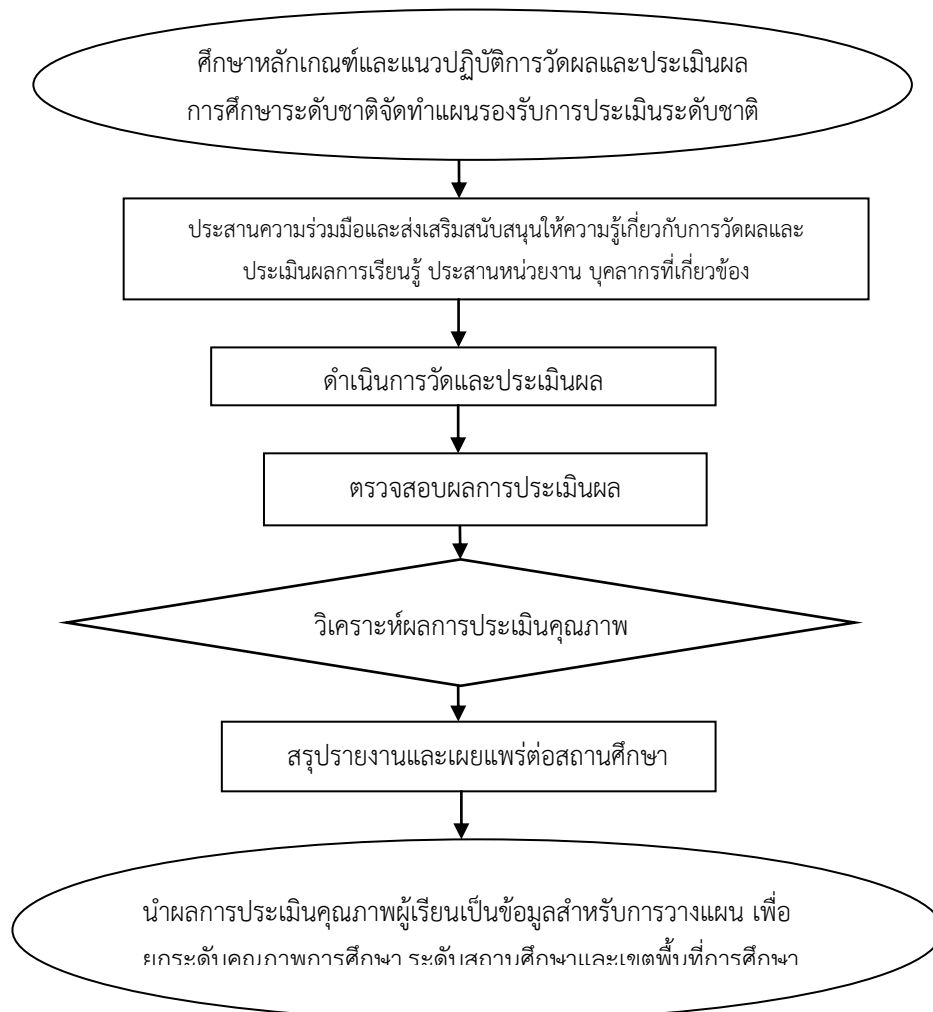 ศึกษาหลักเกณฑ์และแนวปฏิบัติการวัดผลและประเมินผล
การศึกษาระดับชาติจัดทำแผนรองรับการประเมินระดับชาติ
ประสานความร่วมมือและส่งเสริมสนับสนุนให้ความรู้เกี่ยวกับการวัดผลและ
ประเมินผลการเรียนรู้ ประสานหน่วยงาน บุคลากรที่เกี่ยวข้อง
ดำเนินการวัดและประเมินผล
ตรวจสอบผลการประเมินผล
วิเคราะห์ผลการประเมินคุณภาพ
สรุปรายงานและเผยแพร่ต่อสถานศึกษา
นำผลการประเมินคุณภาพผู้เรียนเป็นข้อมูลสำหรับการวางแผน เพื่อ
ยกระดับคุณภาพการศึกษา ระดับสถานศึกษาและเขตพื้นที่การศึกษา